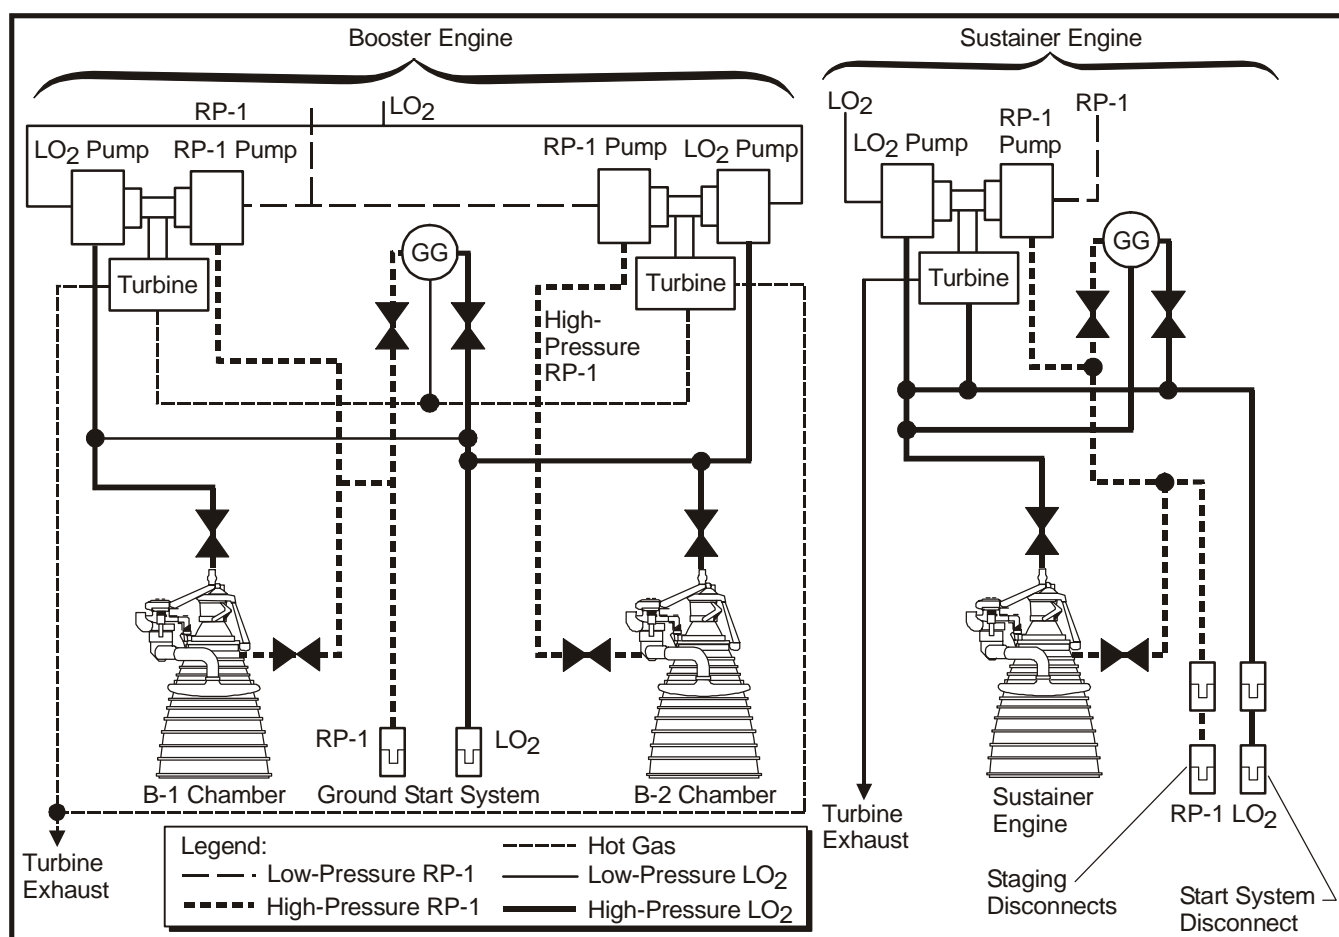 Booster Engine
Sustainer Engine
RP-1
LO2
LO2
RP-1
LO2 Pump
RP-1 Pump
RP-1 Pump
LO2 Pump
LO2 Pump
RP-1
Pump
GG
GG
Turbine
Turbine
Turbine
High-
Pressure
RP-1
RP-1
LO2
B-1 Chamber
Ground Start System
B-2 Chamber
Sustainer
Engine
RP-1
LO2
Turbine
Exhaust
Turbine
Exhaust
Legend:
Low-Pressure RP-1
High-Pressure RP-1
Hot Gas
Low-Pressure LO2
High-Pressure LO2
Staging
Disconnects
Start System
Disconnect